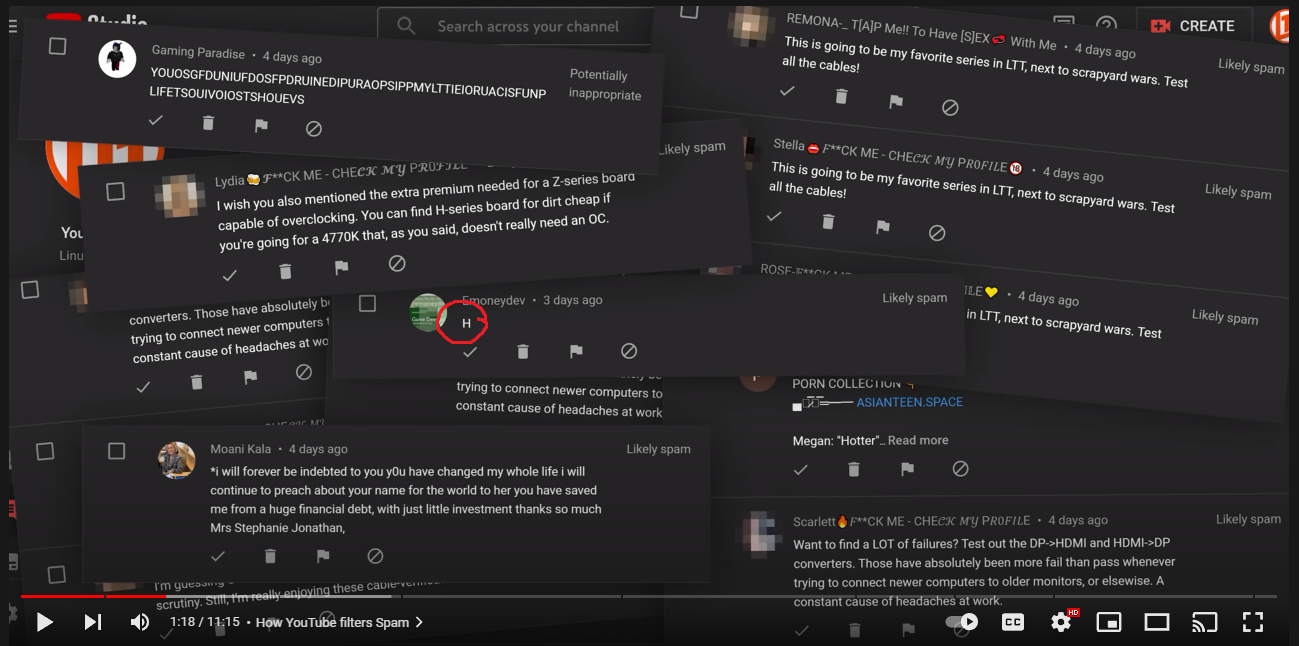 Studio
Search across your channel
CREATE
Gaming Paradise • 4 days ago
YOUOSGFDUNIUFDOSFPDRUINEDIPURAOPSIPPMYLTTIEIORUACISFUNP
LIFETSOUIVOIOSTSHOUEVS
Potentially
inappropriate
REMONA-_ T[A]P Me!! To Have [S]EX💋 With Me • 4 days ago
This is going to be my favorite series in LTT, next to scrapyard wars. Test
all the cables!
Likely spam
Lydia🍻F**CK ME - CHECK MY PR0FILE
Likely spam
I wish you also mentioned the extra premium needed for a Z-series board
capable of overclocking. You can find H-series board for dirt cheap if
you're going for a 4770K that, as you said, doesn't really need an OC.
Stella👄F**CK ME - CHECK MY PR0FILE🔞 • 4 days ago
This is going to be my favorite series in LTT, next to scrapyard wars. Test
all the cables!
Likely spam
You
Linu
converters. Those have absolutely be
trying to connect newer computers t
constant cause of headaches at wo
Emoneydev • 3 days ago
H
Likely spam
ROSE-F**CK ME
ILE💛 • 4 days ago
in LTT, next to scrapyard wars. Test
Likely spam
trying to connect newer computers to
constant cause of headaches at work
PORN COLLECTION👇
ASIANTEEN.SPACE
Megan: "Hotter"... Read more
Moani Kala • 4 days ago
*i will forever be indebted to you y0u have changed my whole life i will
continue to preach about your name for the world to her you have saved
me from a huge financial debt, with just little investment thanks so much
Mrs Stephanie Jonathan,
Likely spam
Scarlett🔥F**CK ME - CHECK MY PR0FILE • 4 days ago
Want to find a LOT of failures? Test out the DP->HDMI and HDMI->DP
converters. Those have absolutely been more fail than pass whenever
trying to connect newer computers to older monitors, or elsewise. A
constant cause of headaches at work.
Likely spam
I'm guessing
scrutiny. Still, I'm really enjoying these cable-verified
1:18 / 11:15 • How YouTube filters Spam >
CC
HD